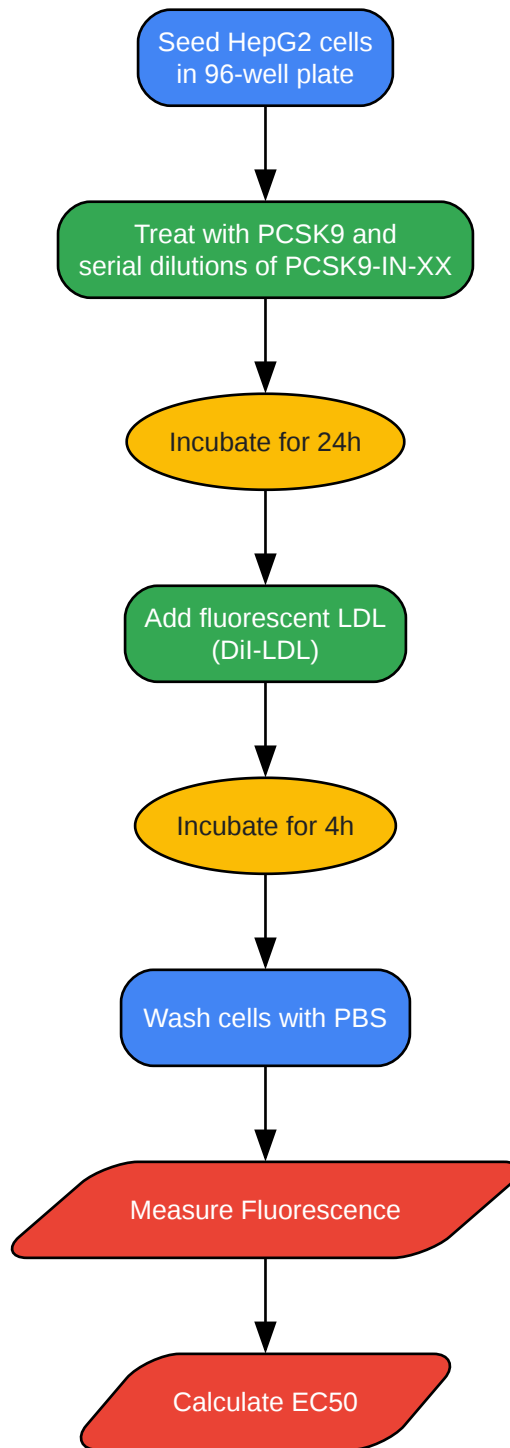 Seed HepG2 cells
in 96-well plate
Treat with PCSK9 and
serial dilutions of PCSK9-IN-XX
Incubate for 24h
Add fluorescent LDL
(DiI-LDL)
Incubate for 4h
Wash cells with PBS
Measure Fluorescence
Calculate EC50